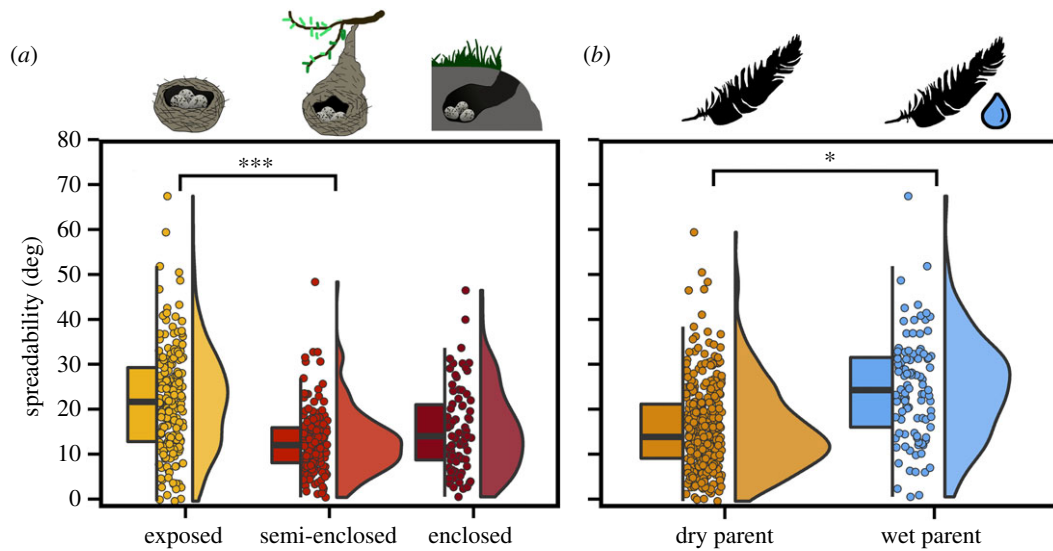 (a)
(b)
80
70
60
50
40
30
20
10
0
spreadability (deg)
***
*
exposed
semi-enclosed
enclosed
dry parent
wet parent